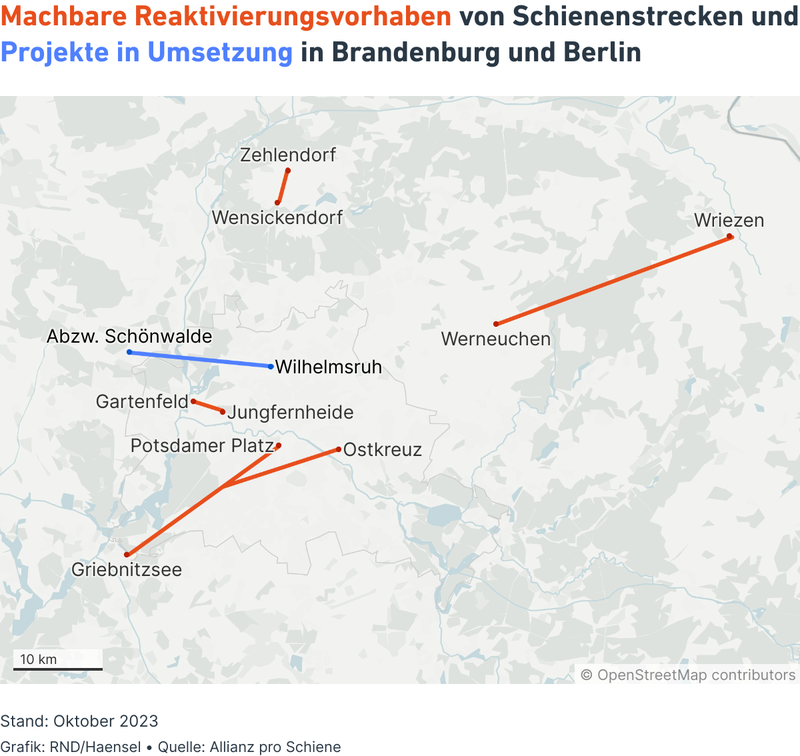 Machbare Reaktivierungsvorhaben von Schienenstrecken und
Projekte in Umsetzung in Brandenburg und Berlin
Zehlendorf
Wensickendorf
Wriezen
Werneuchen
Abzw. Schönwalde
Wilhelmsruh
Gartenfeld
Jungfernheide
Potsdamer Platz
Ostkreuz
Griebnitzsee
10 km
© OpenStreetMap contributors
Stand: Oktober 2023
Grafik: RND/Haensel • Quelle: Allianz pro Schiene